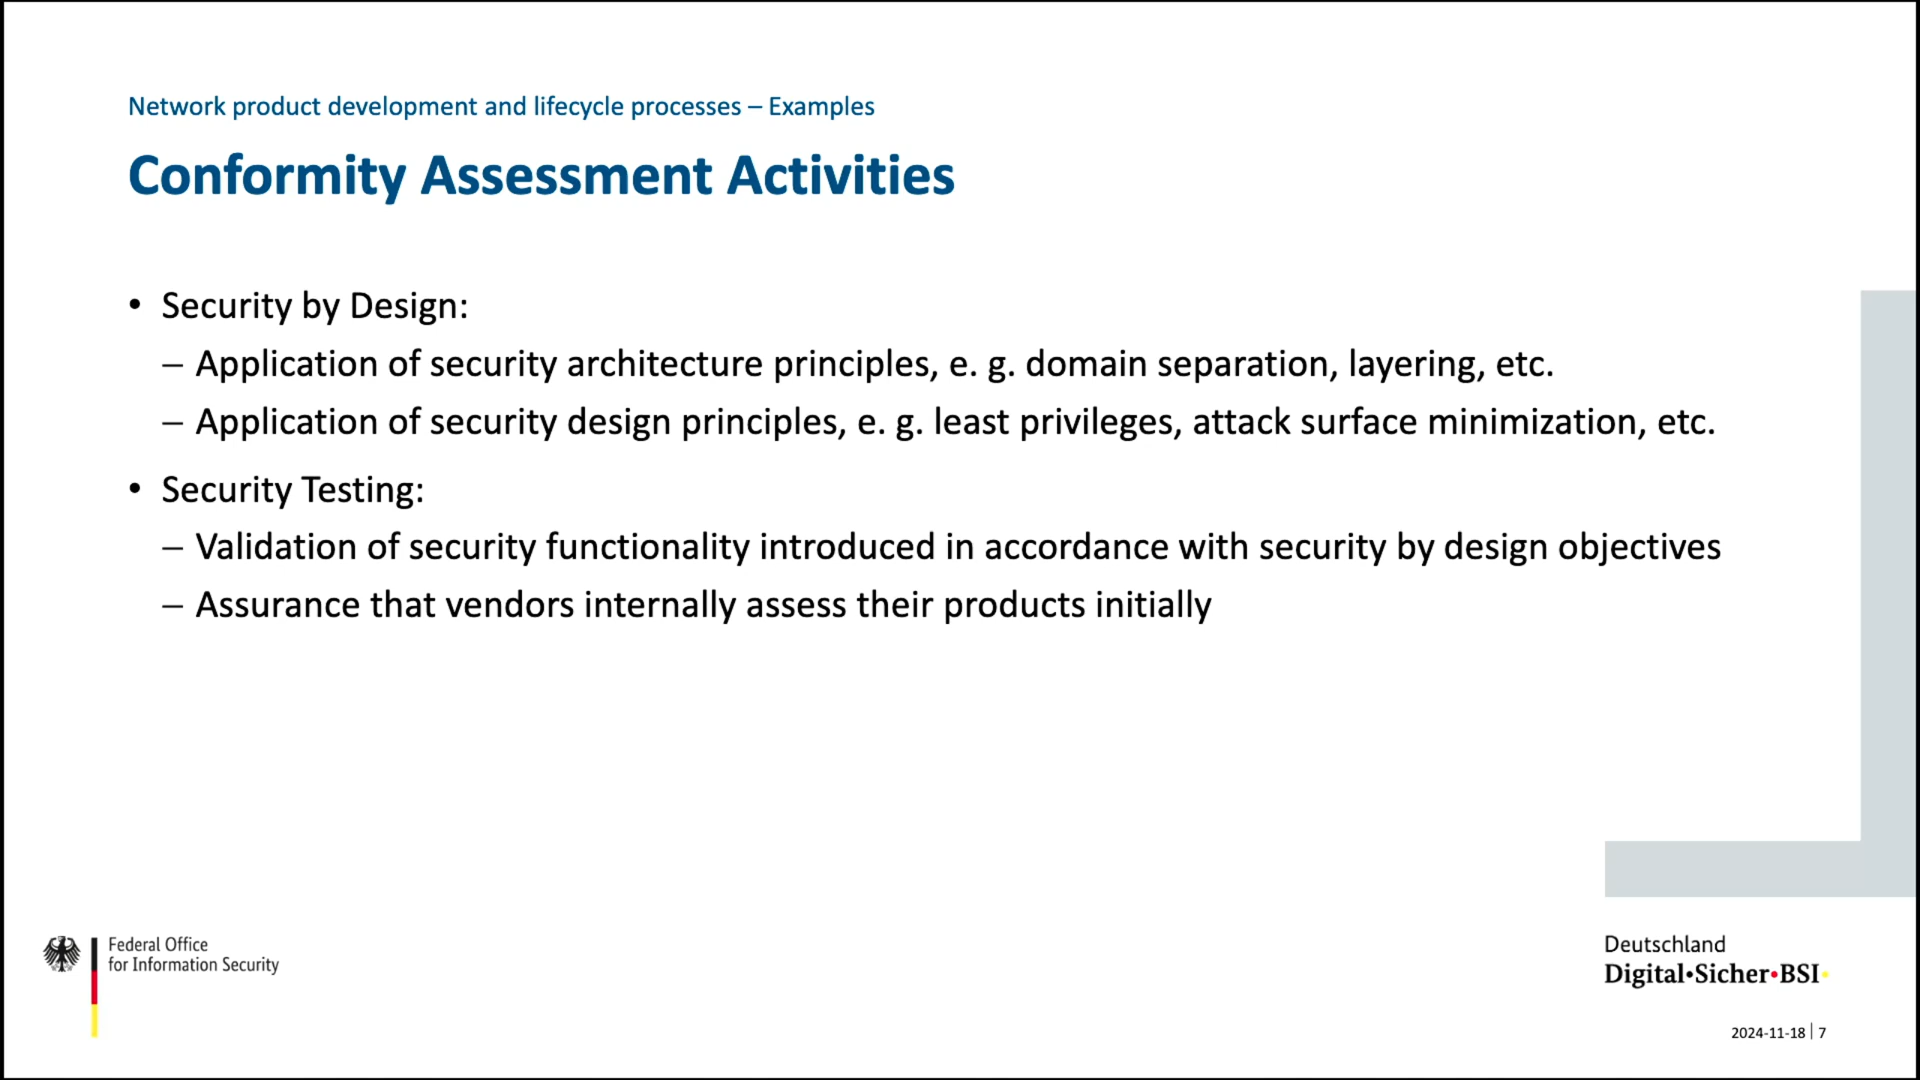 Network product development and lifecycle processes – Examples
Conformity Assessment Activities
• Security by Design:
– Application of security architecture principles, e. g. domain separation, layering, etc.
– Application of security design principles, e. g. least privileges, attack surface minimization, etc.
• Security Testing:
– Validation of security functionality introduced in accordance with security by design objectives
– Assurance that vendors internally assess their products initially
Federal Office
for Information Security
Deutschland
Digital•Sicher•BSI•
2024-11-18 | 7